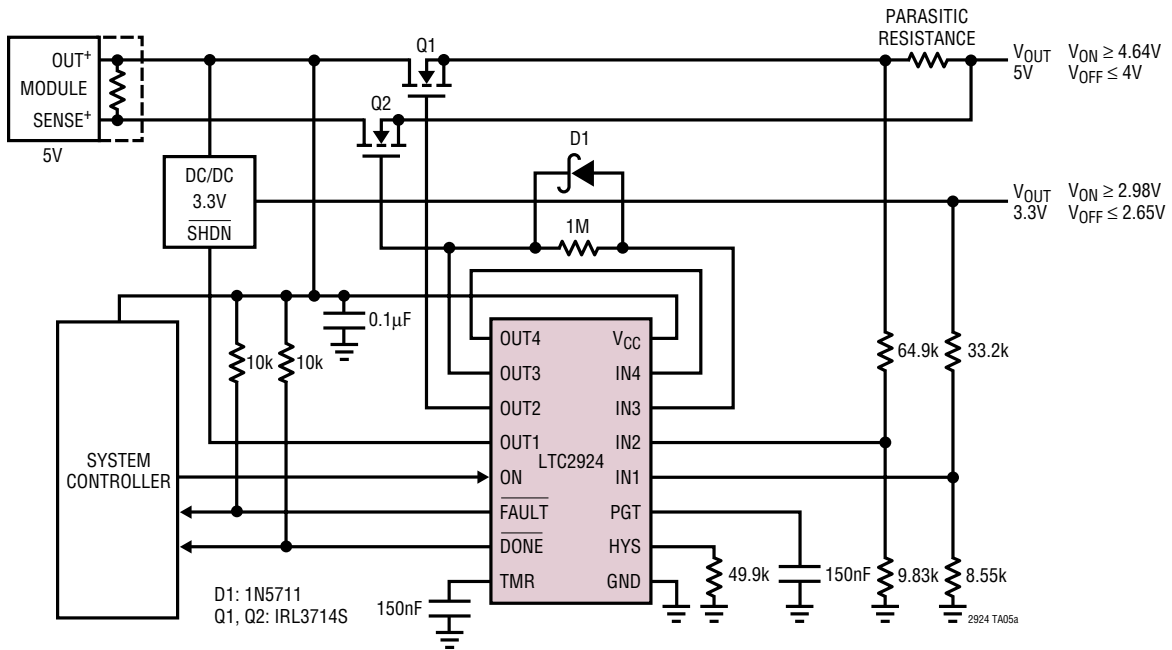 PARASITIC
RESISTANCE
Q1
OUT+
MODULE
SENSE+
5V
Q2
VOUT VON ≥ 4.64V
5V VOFF ≤ 4V
D1
DC/DC
3.3V
SHDN
1M
VOUT VON ≥ 2.98V
3.3V VOFF ≤ 2.65V
0.1µF
10k
10k
64.9k
33.2k
SYSTEM
CONTROLLER
OUT4
OUT3
OUT2
OUT1
ON
FAULT
DONE
TMR
LTC2924
VCC
IN4
IN3
IN2
IN1
PGT
HYS
GND
49.9k
150nF
9.83k
8.55k
150nF
D1: 1N5711
Q1, Q2: IRL3714S
2924 TA05a